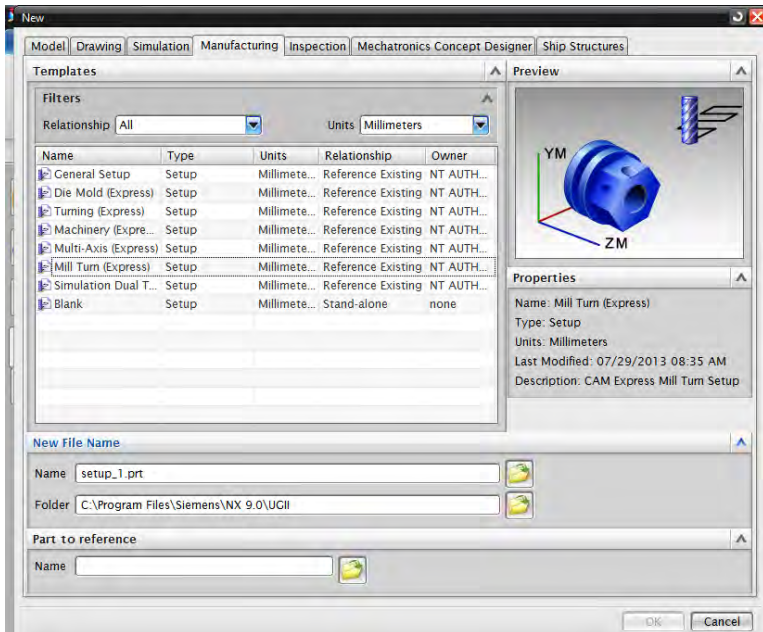 New
Model Drawing Simulation Manufacturing Inspection Mechatronics Concept Designer Ship Structures
Templates
Filters
Relationship All Units Millimeters
Name Type Units Relationship Owner
General Setup Setup Millimete... Reference Existing NT AUTH...
Die Mold (Express) Setup Millimete... Reference Existing NT AUTH...
Turning (Express) Setup Millimete... Reference Existing NT AUTH...
Machinery (Expre... Setup Millimete... Reference Existing NT AUTH...
Multi-Axis (Express) Setup Millimete... Reference Existing NT AUTH...
Mill Turn (Express) Setup Millimete... Reference Existing NT AUTH...
Simulation Dual T... Setup Millimete... Reference Existing NT AUTH...
Blank Setup Millimete... Stand-alone none
Preview
YM
ZM
Properties
Name: Mill Turn (Express)
Type: Setup
Units: Millimeters
Last Modified: 07/29/2013 08:35 AM
Description: CAM Express Mill Turn Setup
New File Name
Name setup_1.prt
Folder C:\Program Files\Siemens\NX 9.0\UGII
Part to reference
Name
OK Cancel